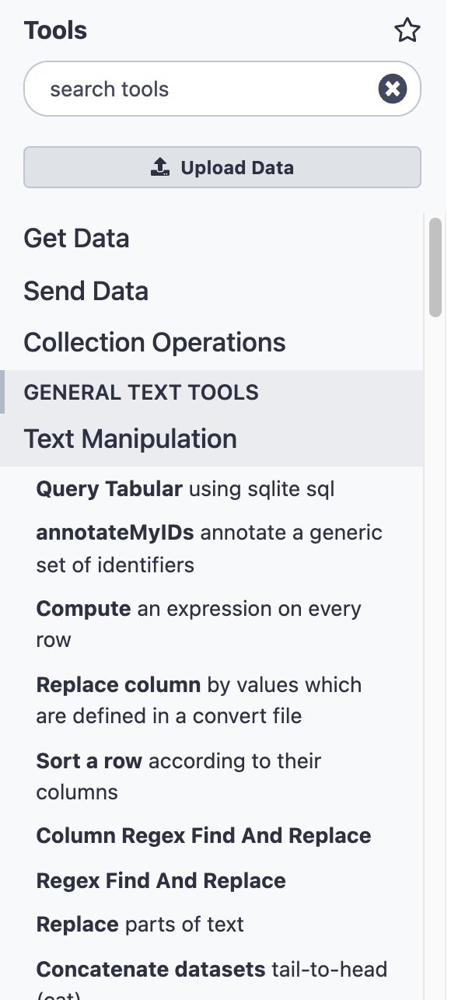 Tools
search tools
Upload Data
Get Data
Send Data
Collection Operations
GENERAL TEXT TOOLS
Text Manipulation
Query Tabular using sqlite sql
annotateMyIDs annotate a generic
set of identifiers
Compute an expression on every
row
Replace column by values which
are defined in a convert file
Sort a row according to their
columns
Column Regex Find And Replace
Regex Find And Replace
Replace parts of text
Concatenate datasets tail-to-head
(cat)